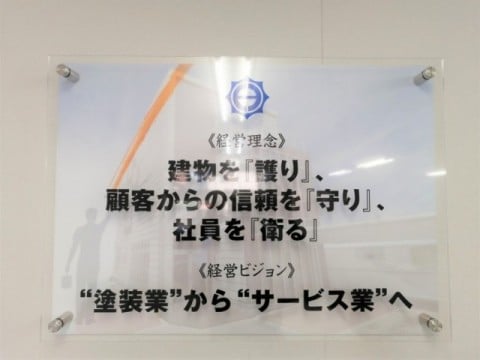 《経営理念》
建物を『護り』、
顧客からの信頼を『守り』、
社員を『衛る』
《経営ビジョン》
“塗装業”から“サービス業”へ